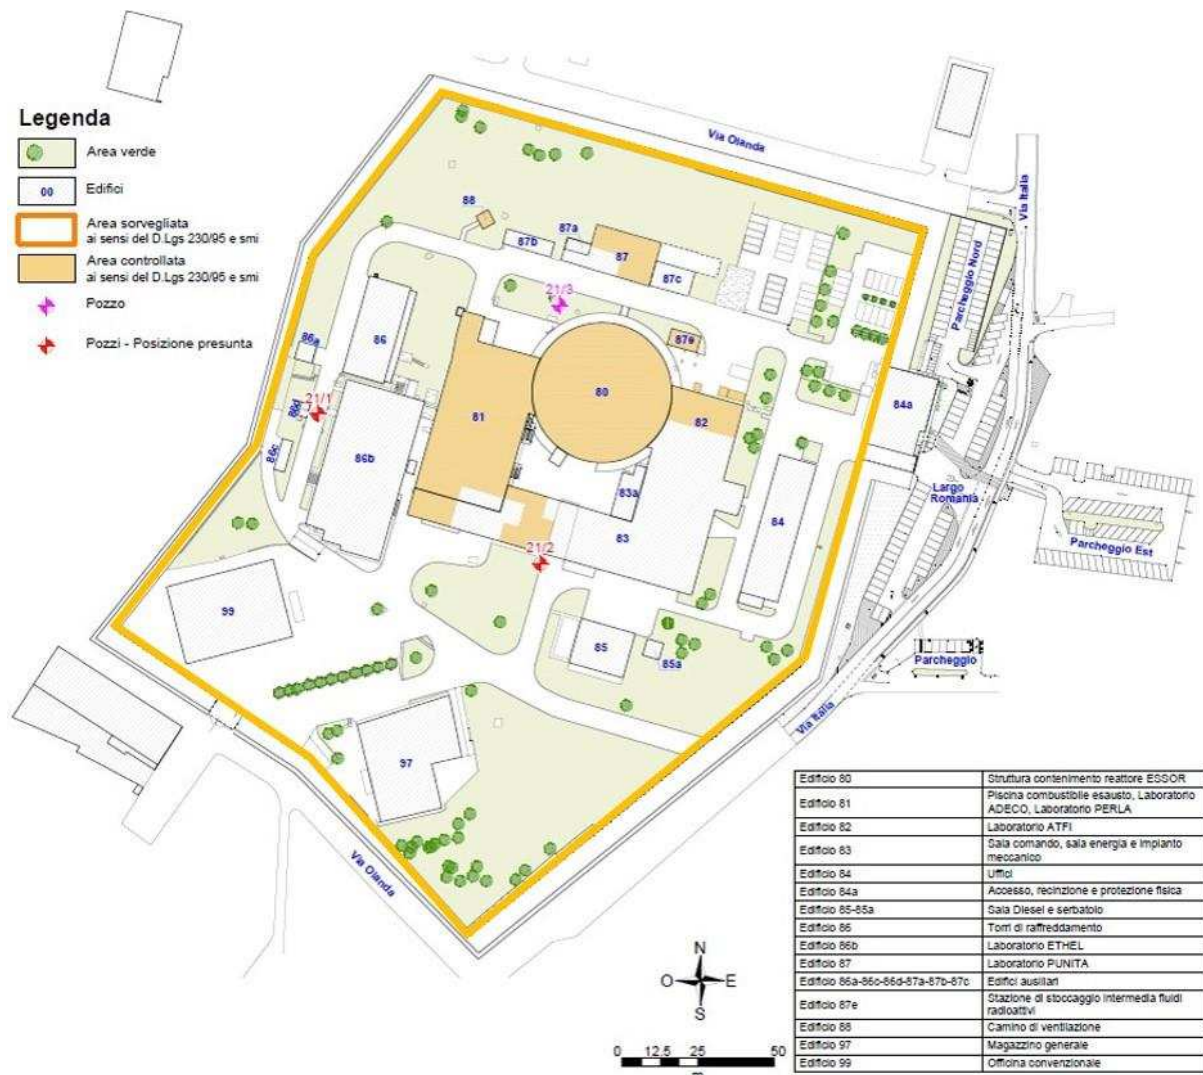 Legenda
Area verde
00 Edifici
Area sorvegliata
ai sensi del D.Lgs 230/95 e smi
Area controllata
ai sensi del D.Lgs 230/95 e smi
Pozzo
Pozzi - Posizione presunta
Via Olanda
Via Italia
Parcheggio Nord
88
87b
87a
87
87c
21/3
87e
86a
86
80
81
82
84a
86d
21/1
86c
86b
83a
Largo
Romania
84
83
21/2
Parcheggio Est
99
85
85a
Parcheggio
Via Italia
97
Via Olanda
N
O E
S
0 12.5 25 50
m
Edificio 80 Struttura contenimento reattore ESSOR
Edificio 81 Piscina combustibile esausto, Laboratorio
ADECO, Laboratorio PERLA
Edificio 82 Laboratorio ATFI
Edificio 83 Sala comando, sala energia e impianto
meccanico
Edificio 84 Uffici
Edificio 84a Accesso, recinzione e protezione fisica
Edificio 85-85a Sala Diesel e serbatoio
Edificio 86 Torri di raffreddamento
Edificio 86b Laboratorio ETHEL
Edificio 87 Laboratorio PUNITA
Edificio 86a-86c-86d-87a-87b-87c Edifici ausiliari
Edificio 87e Stazione di stoccaggio intermedia fluidi
radioattivi
Edificio 88 Camino di ventilazione
Edificio 97 Magazzino generale
Edificio 99 Officina convenzionale